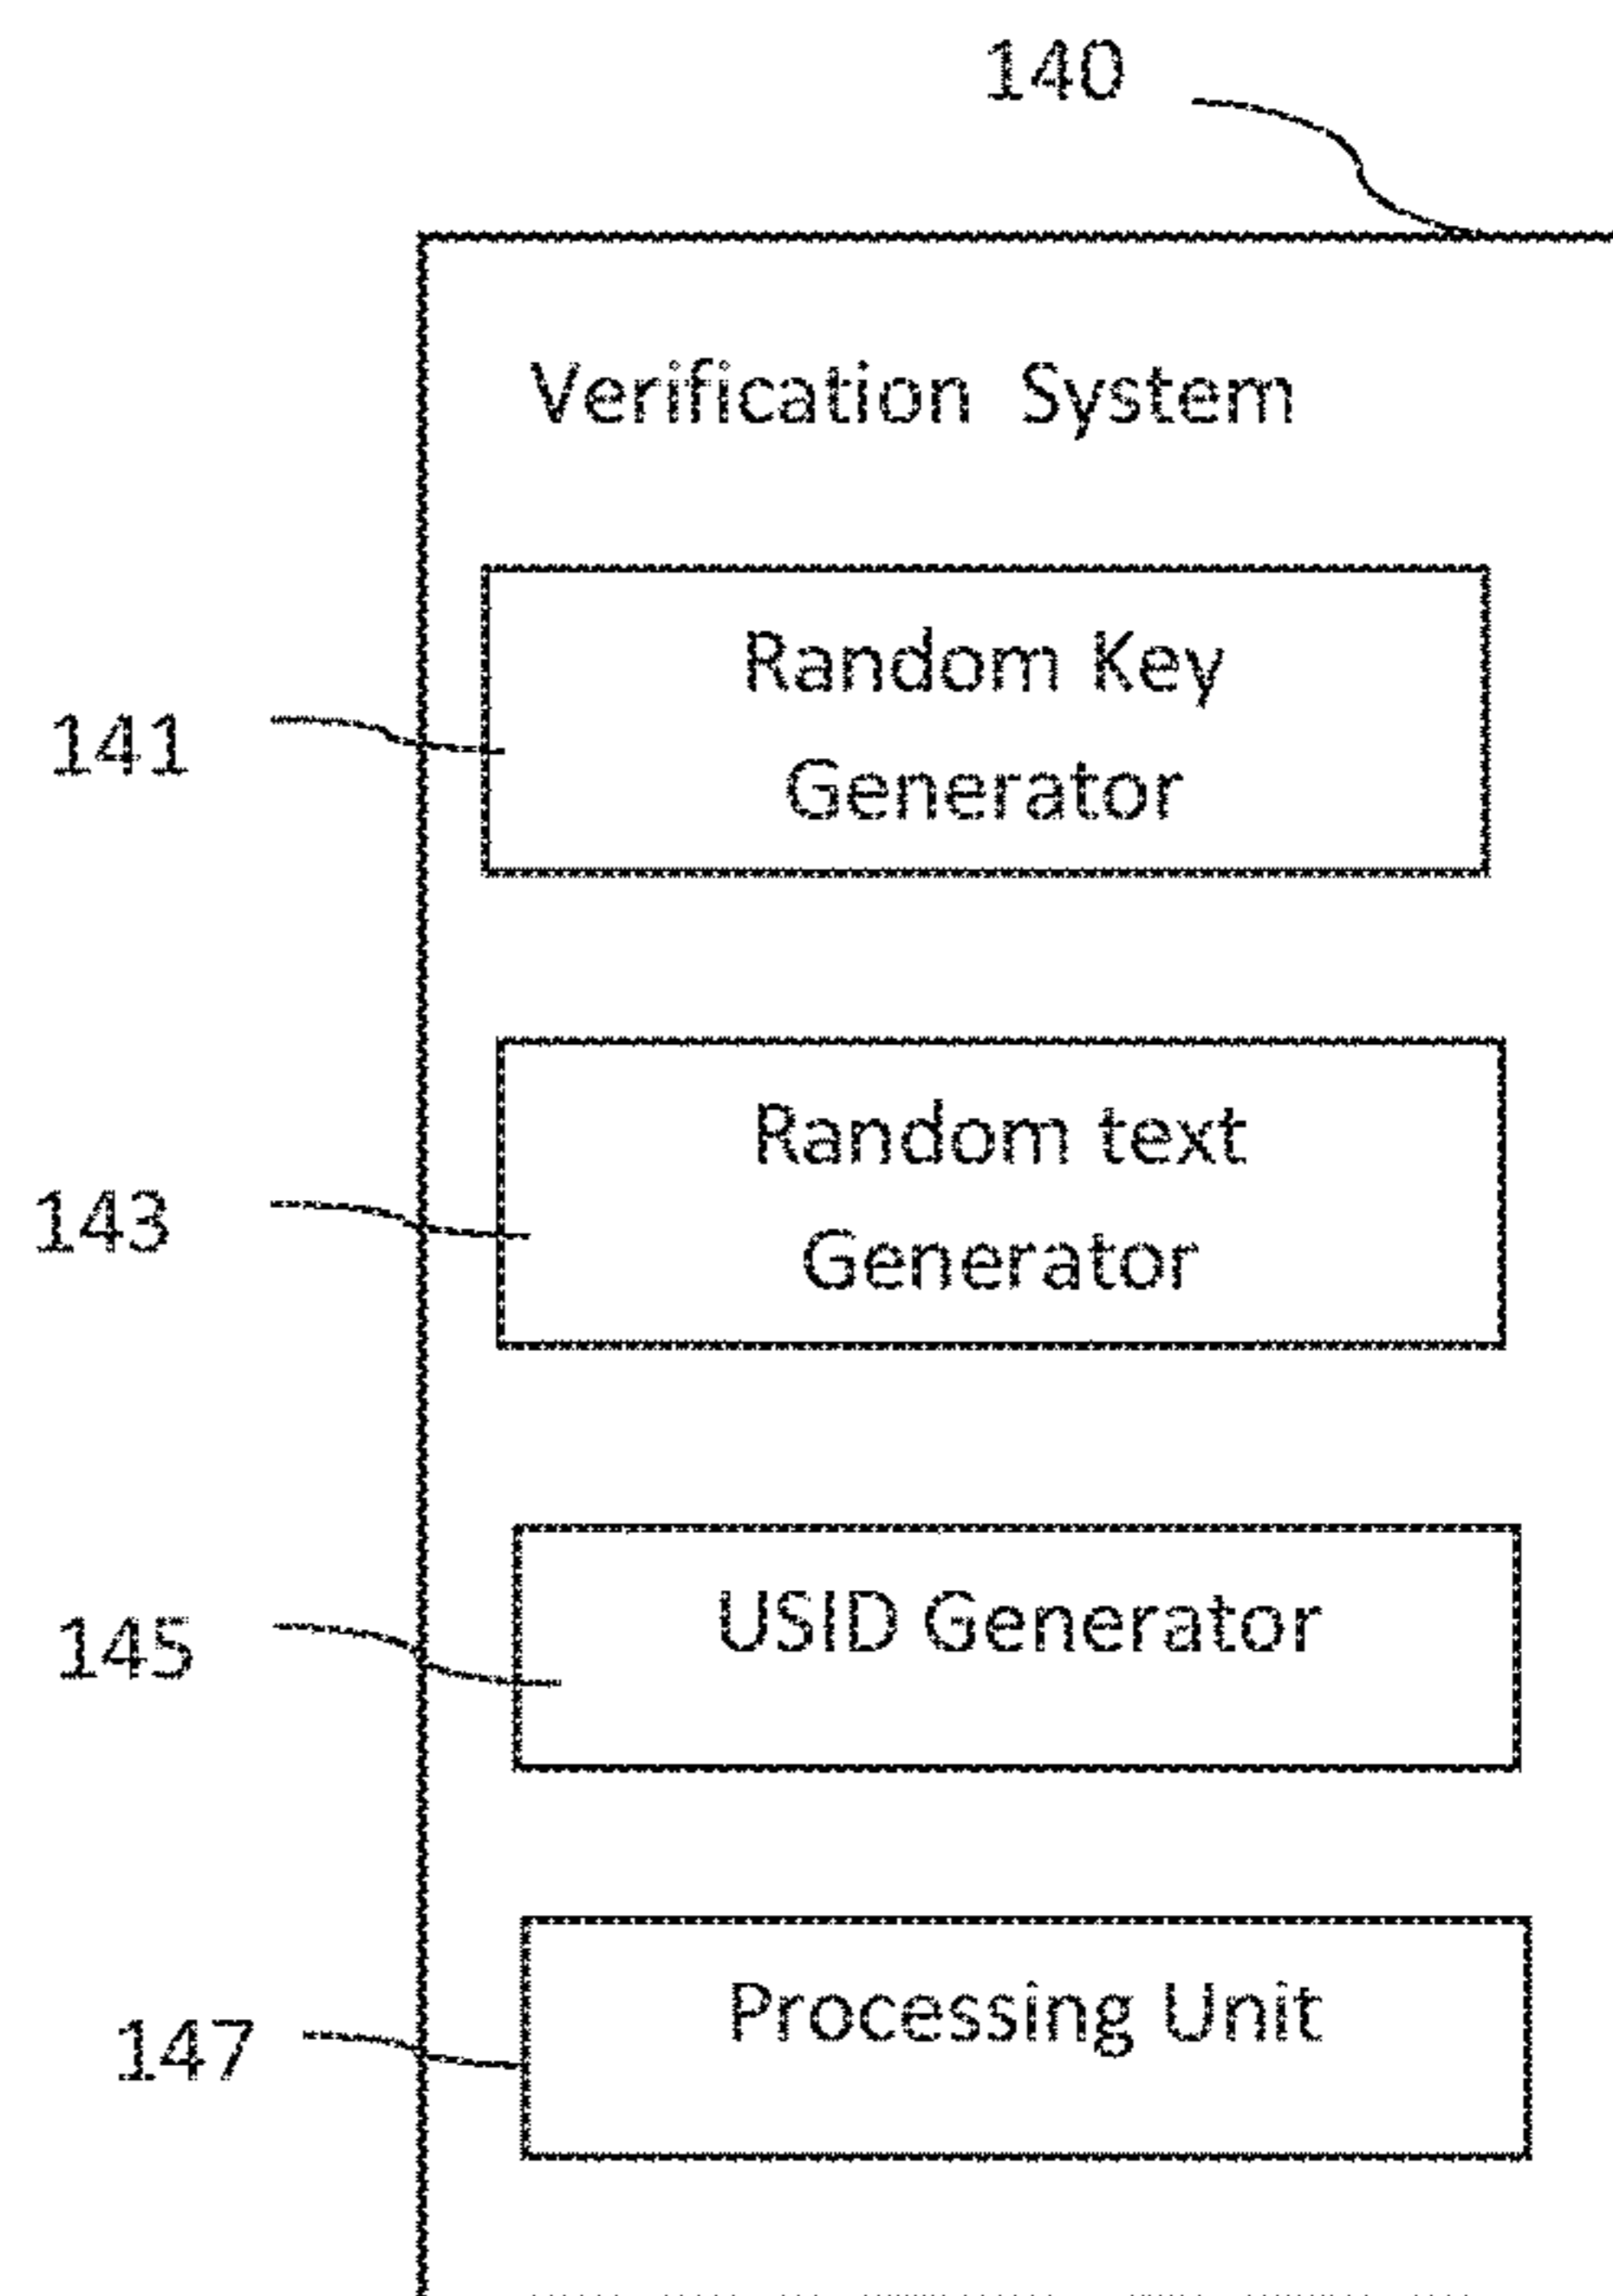 140
Verification System
Random Key
Generator
141
Random text
Generator
143
USID Generator
145
Processing Unit
147